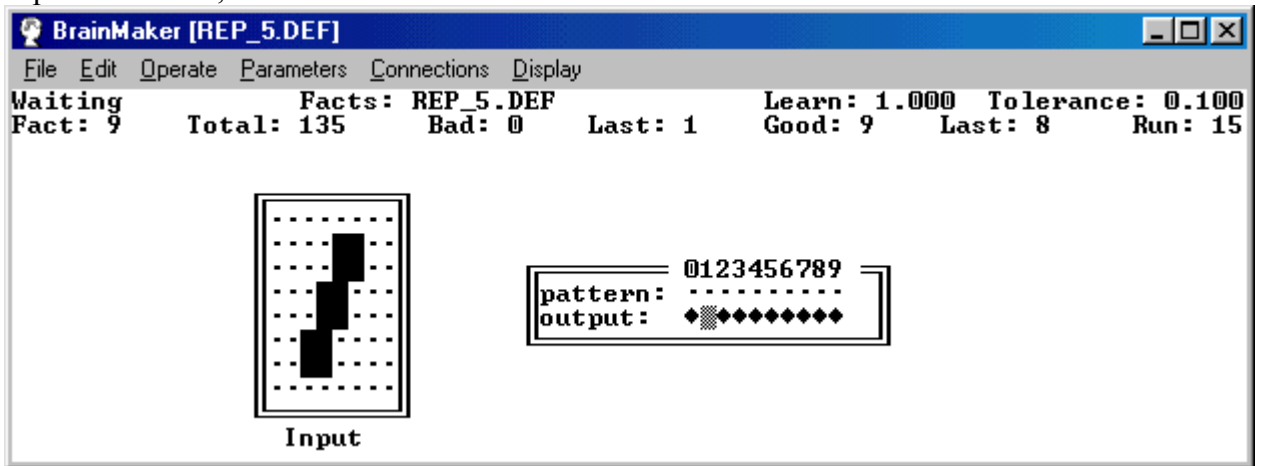 BrainMaker [REP_5.DEF]
File Edit Operate Parameters Connections Display
Waiting Facts: REP_5.DEF Learn: 1.000 Tolerance: 0.100
Fact: 9 Total: 135 Bad: 0 Last: 1 Good: 9 Last: 8 Run: 15
0123456789
pattern: ----------
output: ◆▒◆◆◆◆◆◆◆◆
Input